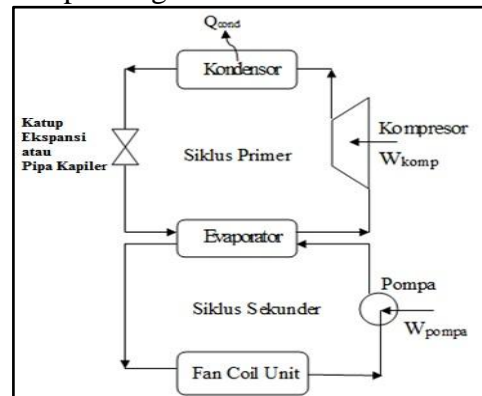 Qcond
Kondensor
Katup
Ekspansi
atau
Pipa Kapiler
Siklus Primer
Kompresor
Wkomp
Evaporator
Siklus Sekunder
Pompa
Wpompa
Fan Coil Unit